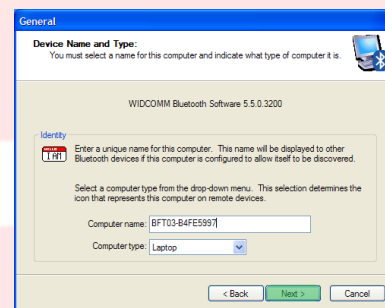 General
Device Name and Type:
You must select a name for this computer and indicate what type of computer it is.
WIDCOMM Bluetooth Software 5.5.0.3200
Identity
I AM
Enter a unique name for this computer. This name will be displayed to other
Bluetooth devices if this computer is configured to allow itself to be discovered.
Select a computer type from the drop-down menu. This selection determines the
icon that represents this computer on remote devices.
Computer name: BFT03-B4FE5997
Computer type: Laptop
< Back Next > Cancel